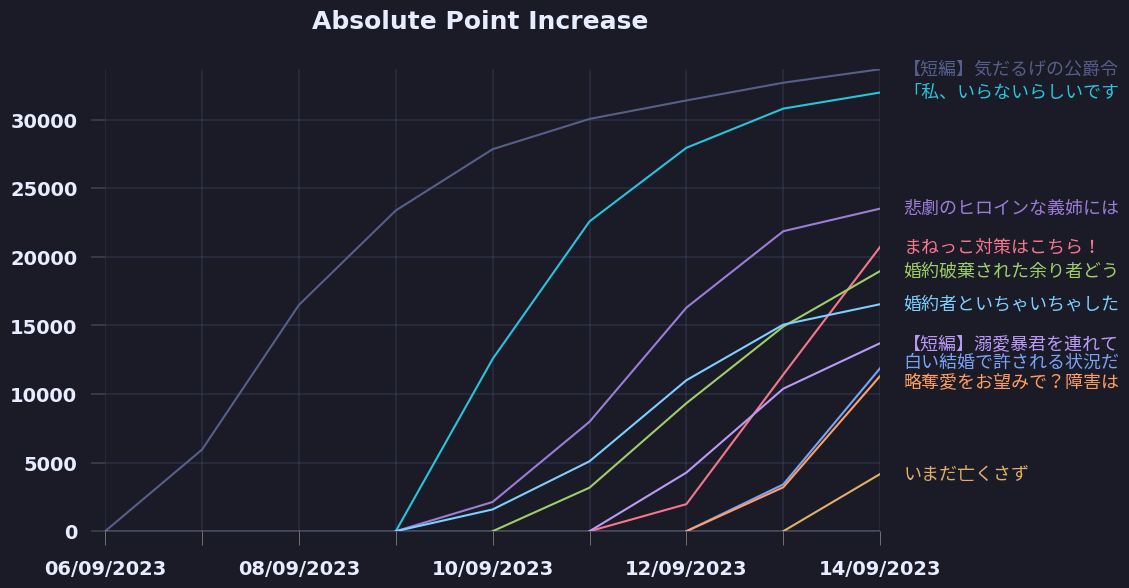 Absolute Point Increase
30000
25000
20000
15000
10000
5000
0
06/09/2023
08/09/2023
10/09/2023
12/09/2023
14/09/2023
【短編】気だるげの公爵令
「私、いらないらしいです
悲劇のヒロインな義姉には
まねっこ対策はこちら！
婚約破棄された余り者どう
婚約者といちゃいちゃした
【短編】溺愛暴君を連れて
白い結婚で許される状況だ
略奪愛をお望みで？障害は
いまだ亡くさず